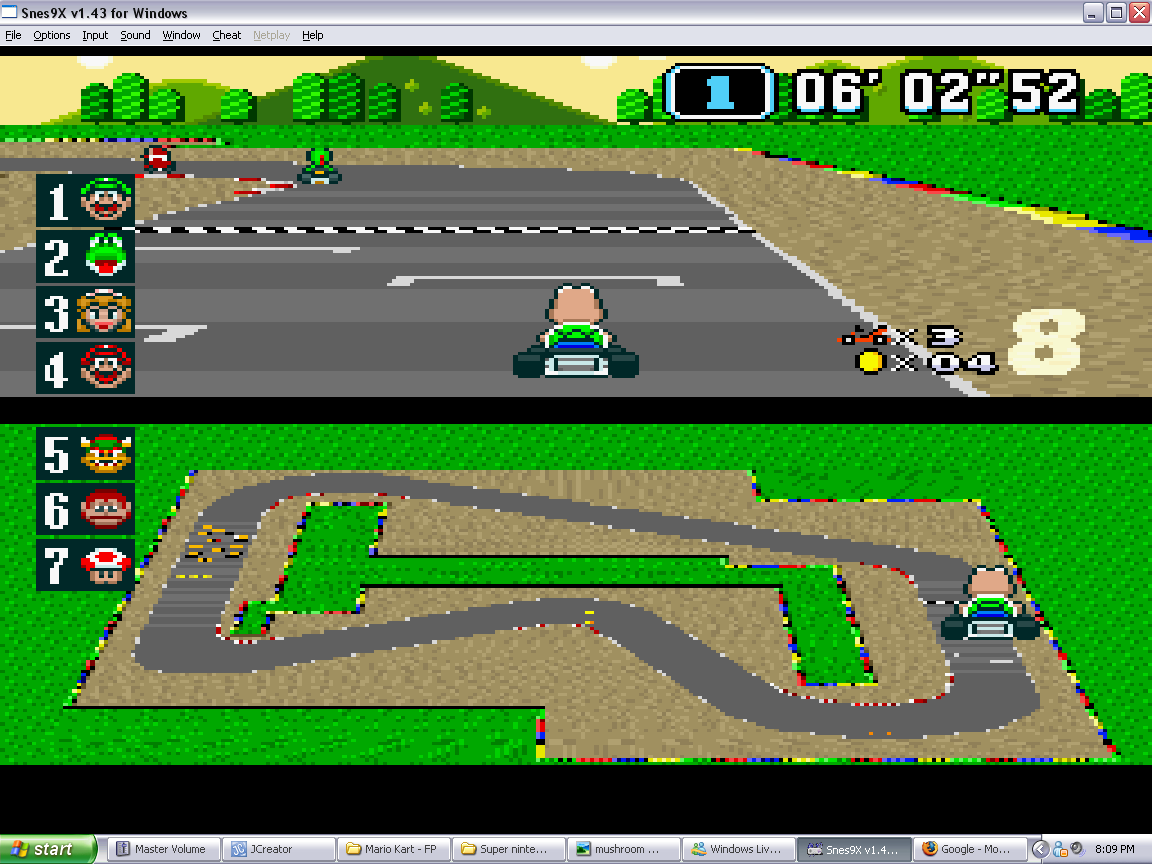 Snes9X v1.43 for Windows
File Options Input Sound Window Cheat Netplay Help
1 06' 02"52
1
2
3
4
x 3
x 04
8
5
6
7
start Master Volume JCreator Mario Kart - FP Super ninte... mushroom ... Windows Liv... Snes9X v1.4... Google - Mo... 8:09 PM